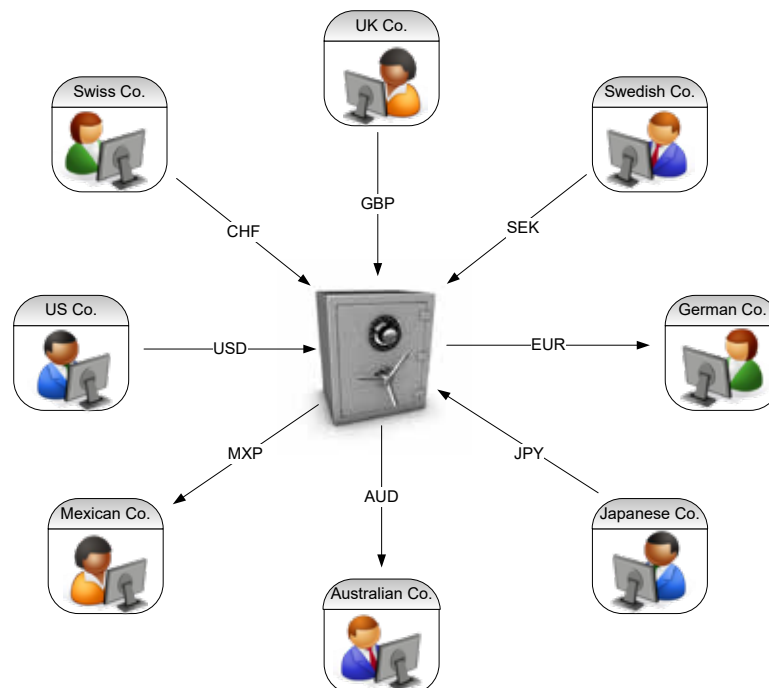 UK Co.
Swiss Co.
Swedish Co.
GBP
CHF
SEK
US Co.
German Co.
USD
EUR
MXP
JPY
AUD
Mexican Co.
Japanese Co.
Australian Co.